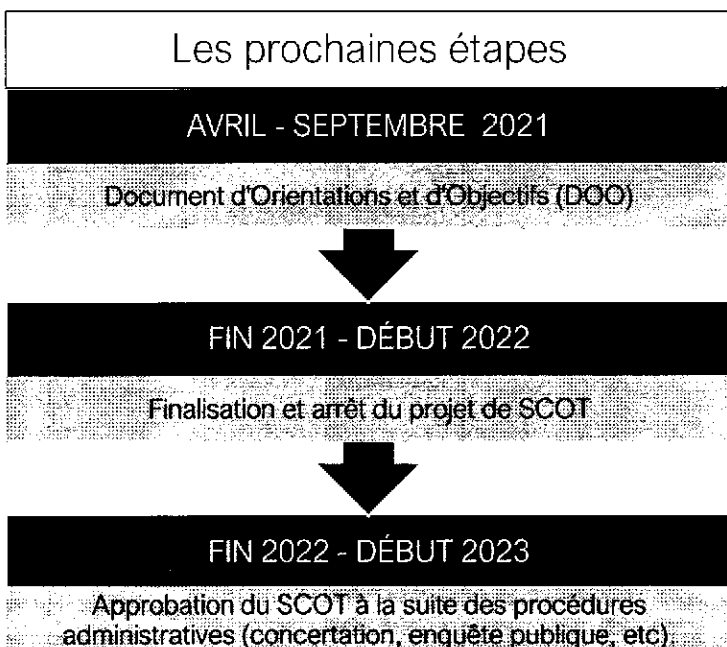 Les prochaines étapes
AVRIL - SEPTEMBRE 2021
Document d'Orientations et d'Objectifs (DOO)
FIN 2021 - DÉBUT 2022
Finalisation et arrêt du projet de SCOT
FIN 2022 - DÉBUT 2023
Approbation du SCOT à la suite des procédures
administratives (concertation, enquête publique, etc).